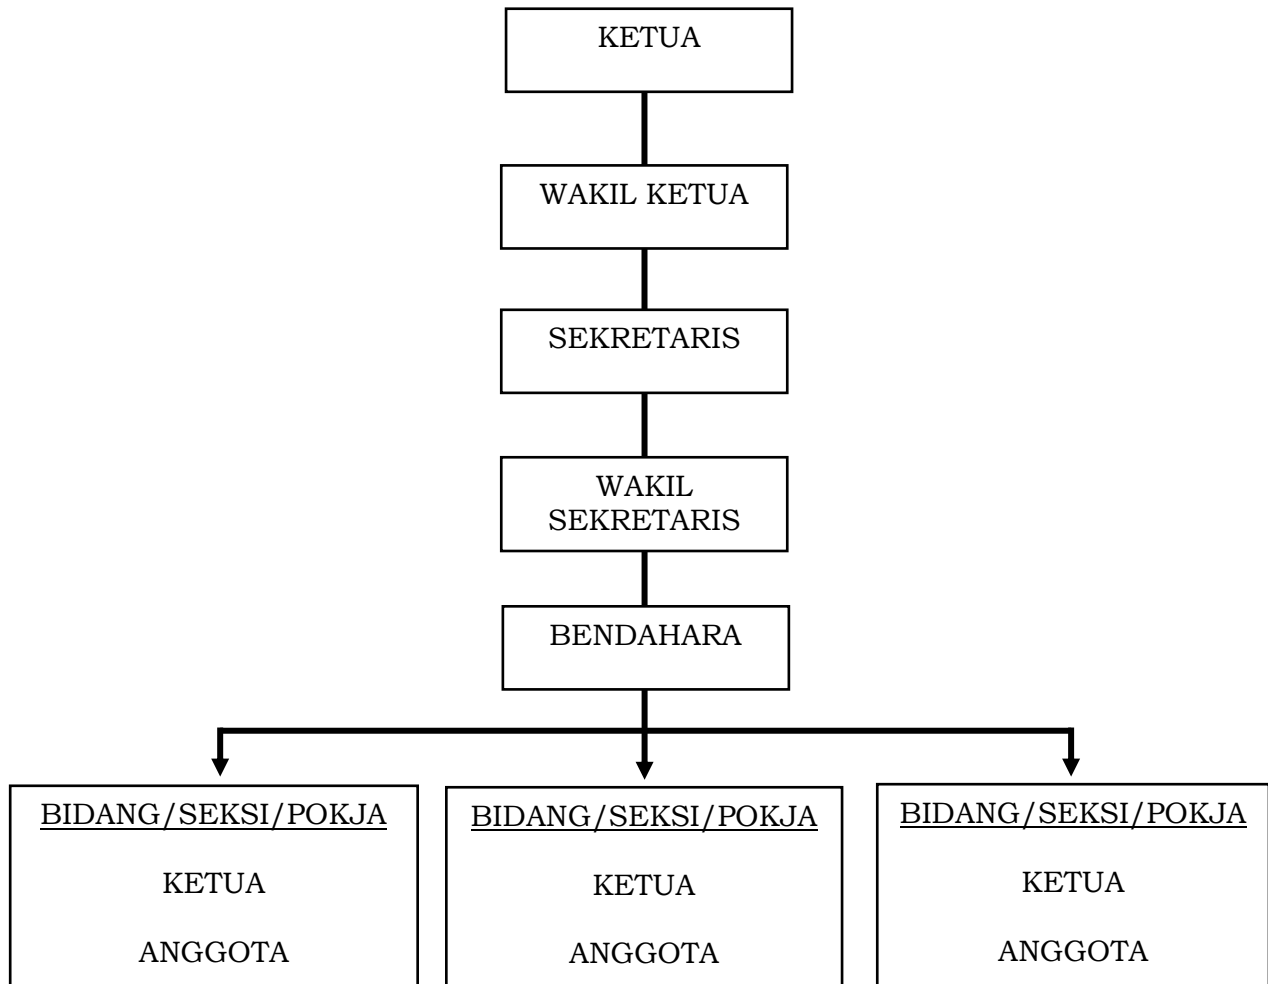 KETUA
WAKIL KETUA
SEKRETARIS
WAKIL
SEKRETARIS
BENDAHARA
BIDANG/SEKSI/POKJA
KETUA
ANGGOTA
BIDANG/SEKSI/POKJA
KETUA
ANGGOTA
BIDANG/SEKSI/POKJA
KETUA
ANGGOTA